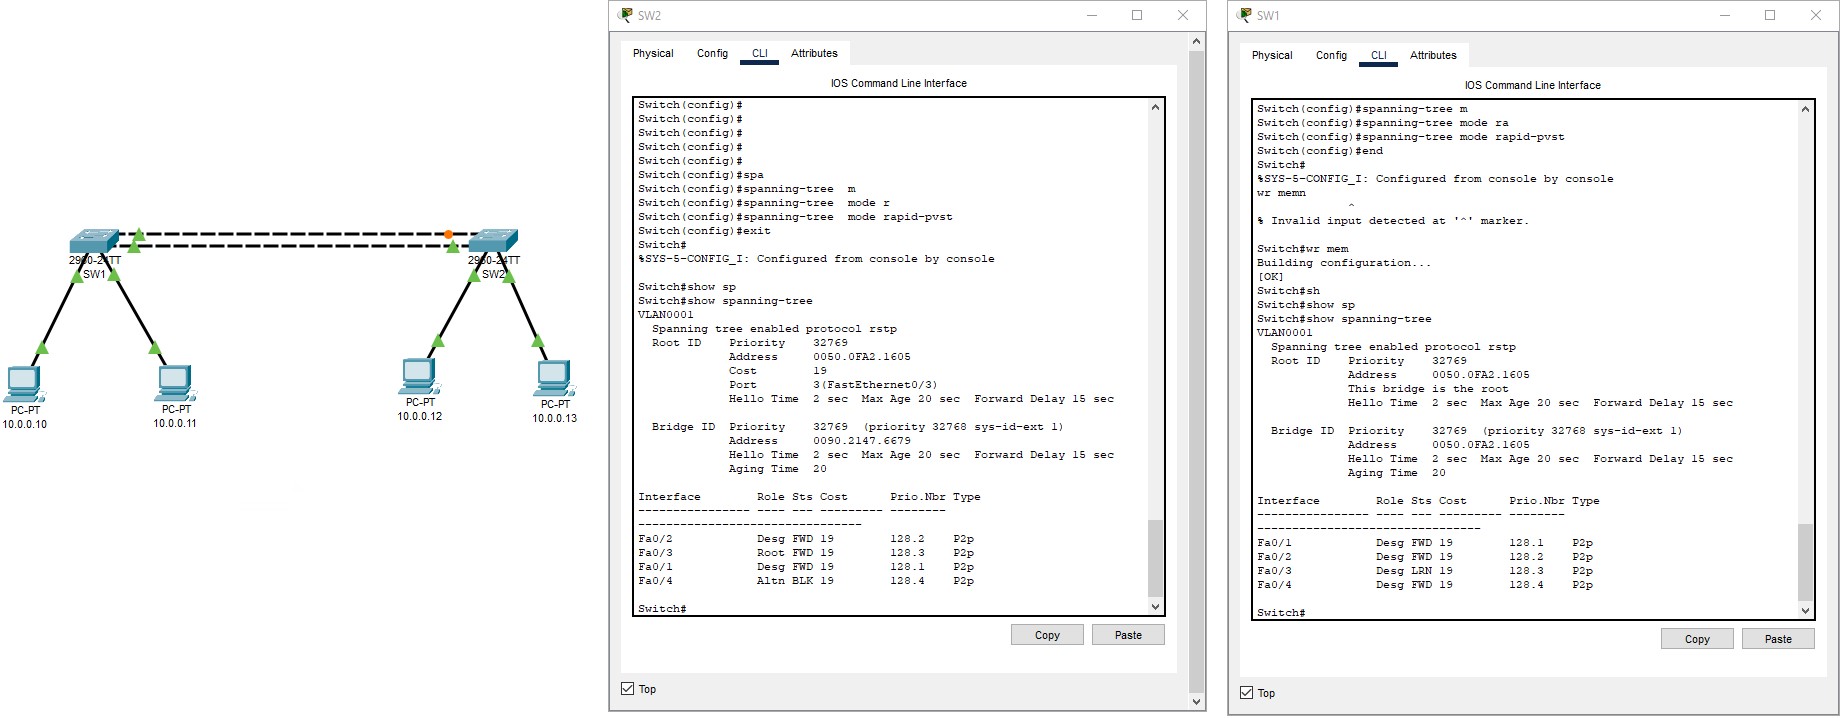 2960-24TT
SW1
2960-24TT
SW2
PC-PT
10.0.0.10
PC-PT
10.0.0.11
PC-PT
10.0.0.12
PC-PT
10.0.0.13
SW2
Physical Config CLI Attributes
IOS Command Line Interface
Switch(config)#
Switch(config)#
Switch(config)#
Switch(config)#
Switch(config)#
Switch(config)#spa
Switch(config)#spanning-tree  m
Switch(config)#spanning-tree  mode r
Switch(config)#spanning-tree  mode rapid-pvst
Switch(config)#exit
Switch#
%SYS-5-CONFIG_I: Configured from console by console
Switch#show sp
Switch#show spanning-tree
VLAN0001
  Spanning tree enabled protocol rstp
  Root ID    Priority    32769
             Address     0050.0FA2.1605
             Cost        19
             Port        3(FastEthernet0/3)
             Hello Time  2 sec  Max Age 20 sec  Forward Delay 15 sec
  Bridge ID  Priority    32769  (priority 32768 sys-id-ext 1)
             Address     0090.2147.6679
             Hello Time  2 sec  Max Age 20 sec  Forward Delay 15 sec
             Aging Time  20
Interface        Role Sts Cost      Prio.Nbr Type
---------------- ---- --- --------- --------
--------------------------------
Fa0/2            Desg FWD 19        128.2    P2p
Fa0/3            Root FWD 19        128.3    P2p
Fa0/1            Desg FWD 19        128.1    P2p
Fa0/4            Altn BLK 19        128.4    P2p
Switch#
Copy Paste
Top
SW1
Physical Config CLI Attributes
IOS Command Line Interface
Switch(config)#spanning-tree m
Switch(config)#spanning-tree mode ra
Switch(config)#spanning-tree mode rapid-pvst
Switch(config)#end
Switch#
%SYS-5-CONFIG_I: Configured from console by console
wr memn
^
% Invalid input detected at '^' marker.
Switch#wr mem
Building configuration...
[OK]
Switch#sh
Switch#show sp
Switch#show spanning-tree
VLAN0001
  Spanning tree enabled protocol rstp
  Root ID    Priority    32769
             Address     0050.0FA2.1605
             This bridge is the root
             Hello Time  2 sec  Max Age 20 sec  Forward Delay 15 sec
  Bridge ID  Priority    32769  (priority 32768 sys-id-ext 1)
             Address     0050.0FA2.1605
             Hello Time  2 sec  Max Age 20 sec  Forward Delay 15 sec
             Aging Time  20
Interface        Role Sts Cost      Prio.Nbr Type
---------------- ---- --- --------- --------
--------------------------------
Fa0/1            Desg FWD 19        128.1    P2p
Fa0/2            Desg FWD 19        128.2    P2p
Fa0/3            Desg LRN 19        128.3    P2p
Fa0/4            Desg FWD 19        128.4    P2p
Switch#
Copy Paste
Top